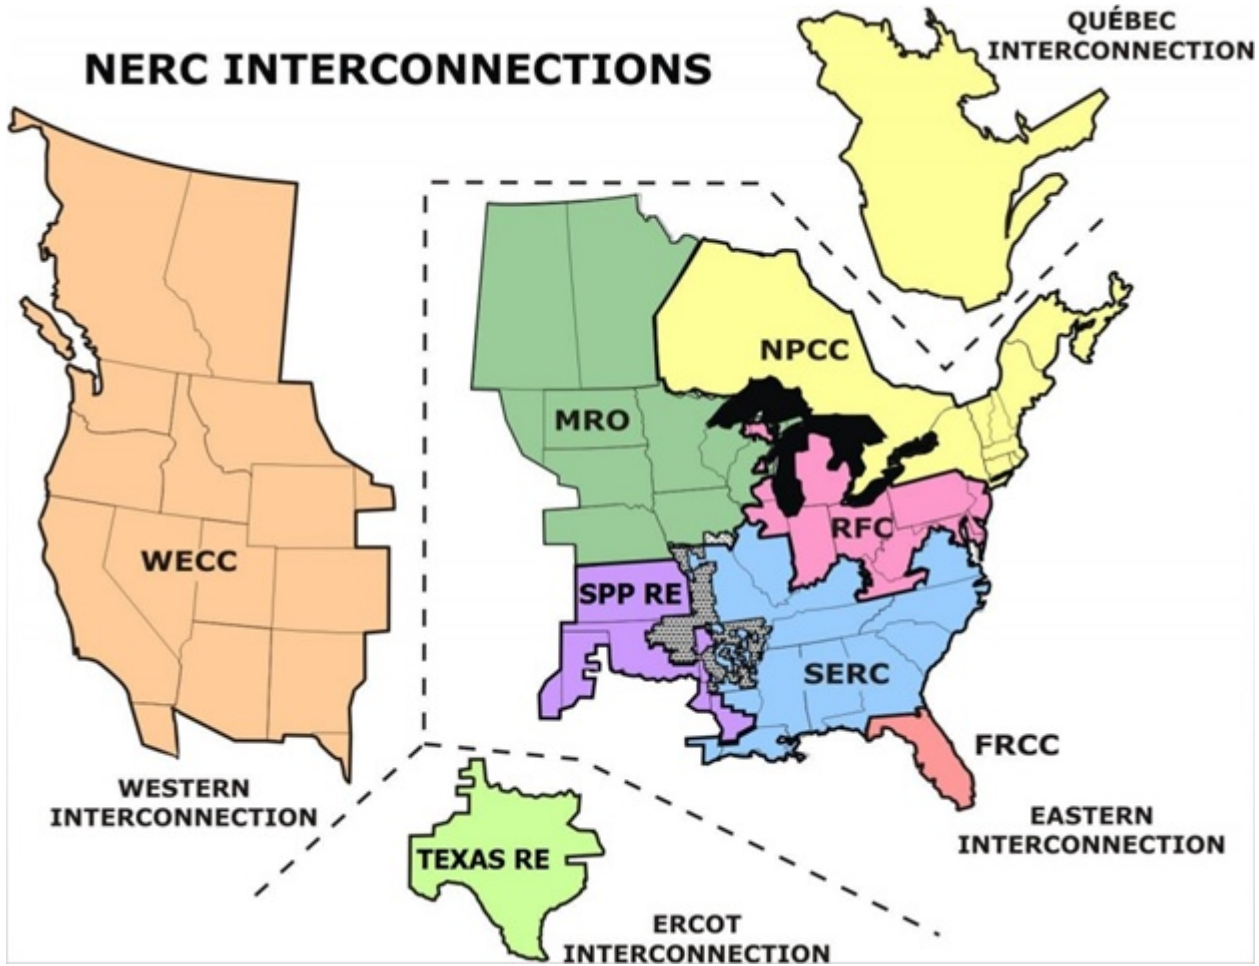 NERC INTERCONNECTIONS
QUÉBEC
INTERCONNECTION
NPCC
MRO
RFC
WECC
SPP RE
SERC
FRCC
WESTERN
INTERCONNECTION
EASTERN
INTERCONNECTION
TEXAS RE
ERCOT
INTERCONNECTION